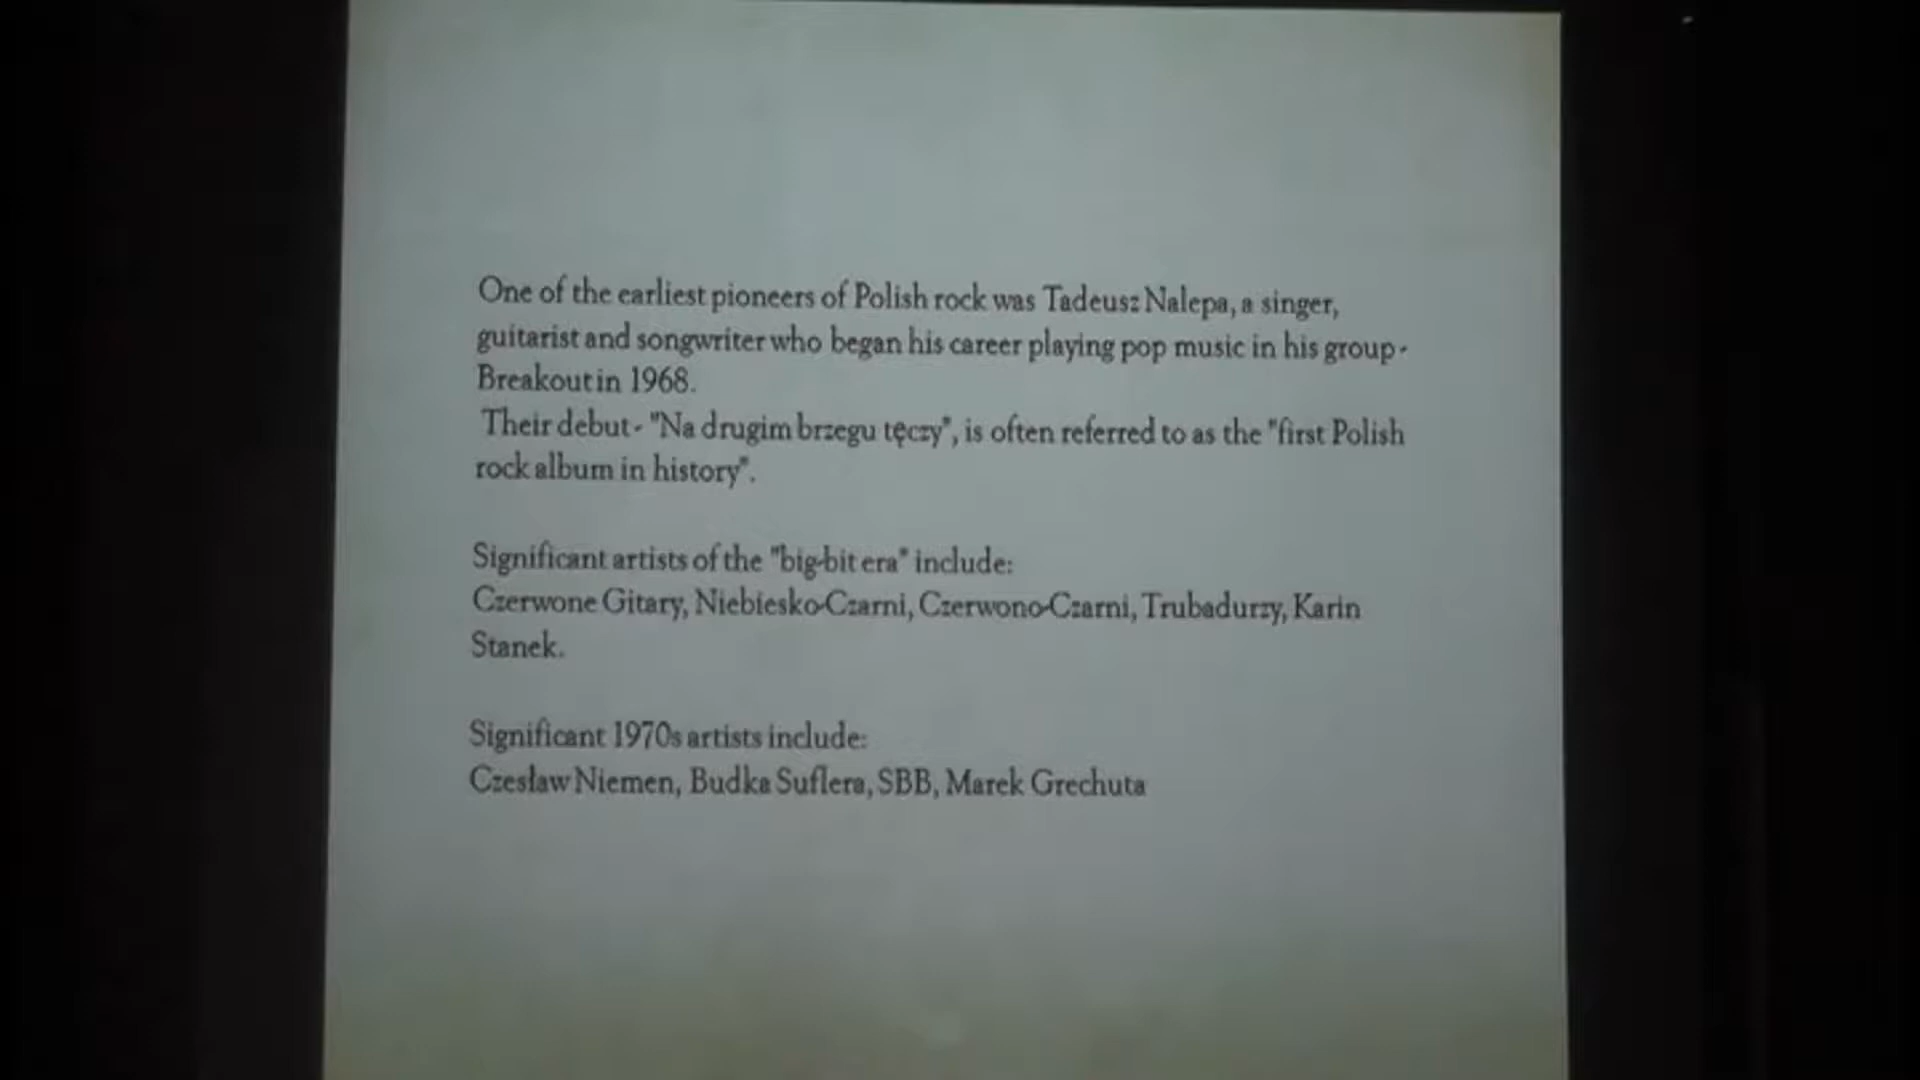 One of the earliest pioneers of Polish rock was Tadeusz Nalepa, a singer,
guitarist and songwriter who began his career playing pop music in his group -
Breakout in 1968.
Their debut - "Na drugim brzegu tęczy", is often referred to as the "first Polish
rock album in history".
Significant artists of the "big-bit era" include:
Czerwone Gitary, Niebiesko-Czarni, Czerwono-Czarni, Trubadurzy, Karin
Stanek.
Significant 1970s artists include:
Czesław Niemen, Budka Suflera, SBB, Marek Grechuta